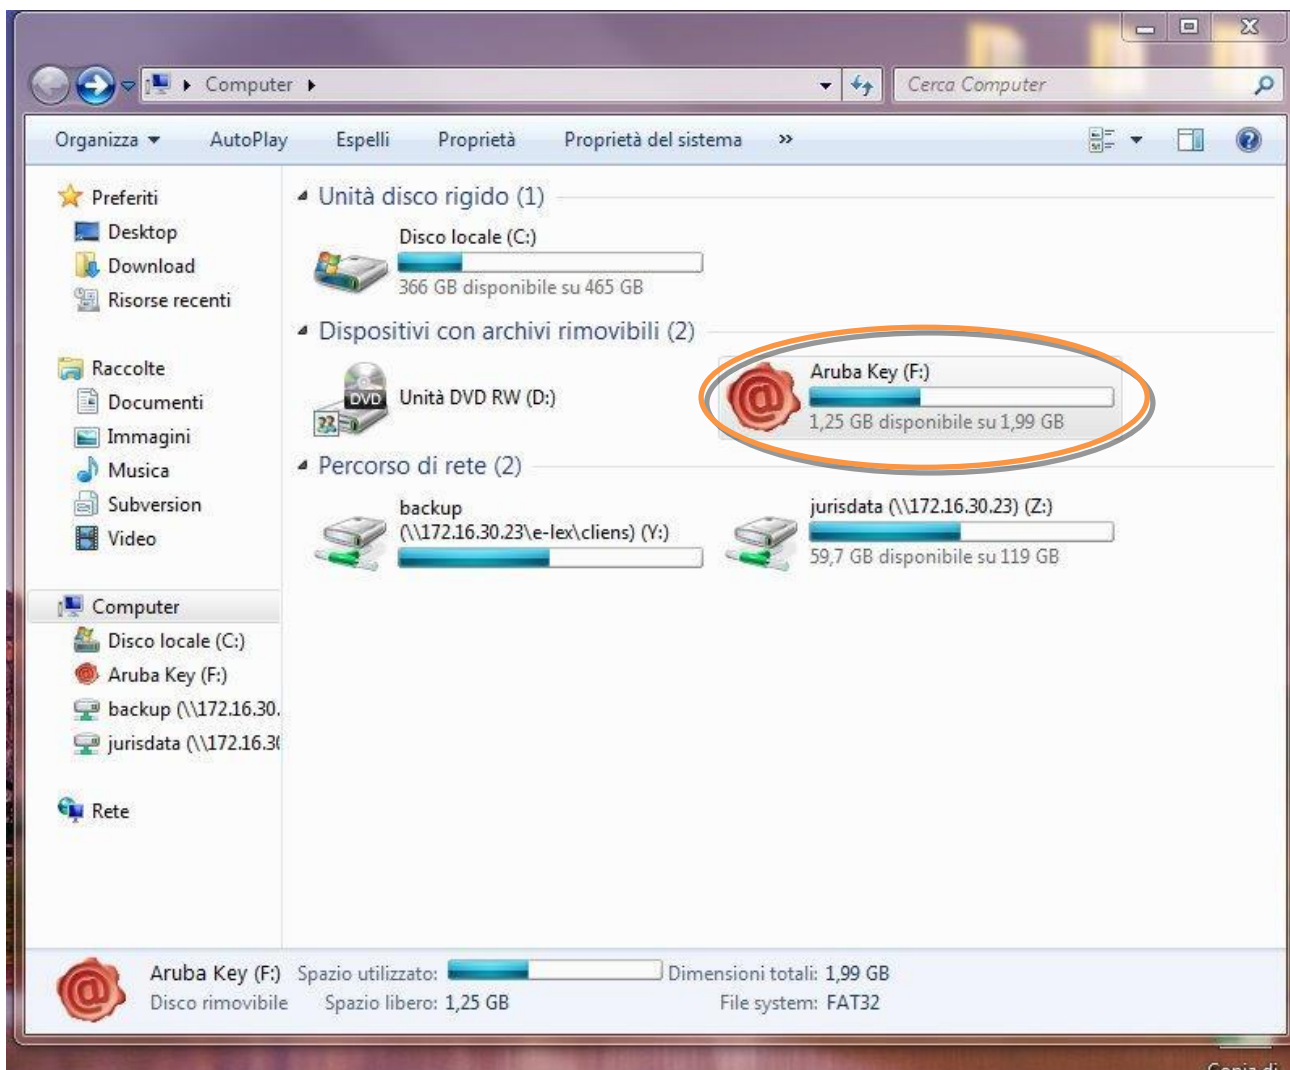 Computer
Cerca Computer
Organizza
AutoPlay
Espelli
Proprietà
Proprietà del sistema
»
Preferiti
Desktop
Download
Risorse recenti
Raccolte
Documenti
Immagini
Musica
Subversion
Video
Computer
Disco locale (C:)
Aruba Key (F:)
backup (\\172.16.30.
jurisdata (\\172.16.3
Rete
Unità disco rigido (1)
Disco locale (C:)
366 GB disponibile su 465 GB
Dispositivi con archivi rimovibili (2)
DVD
Unità DVD RW (D:)
Aruba Key (F:)
1,25 GB disponibile su 1,99 GB
Percorso di rete (2)
backup
(\\172.16.30.23\e-lex\cliens) (Y:)
jurisdata (\\172.16.30.23) (Z:)
59,7 GB disponibile su 119 GB
Aruba Key (F:)
Disco rimovibile
Spazio utilizzato:
Spazio libero: 1,25 GB
Dimensioni totali: 1,99 GB
File system: FAT32